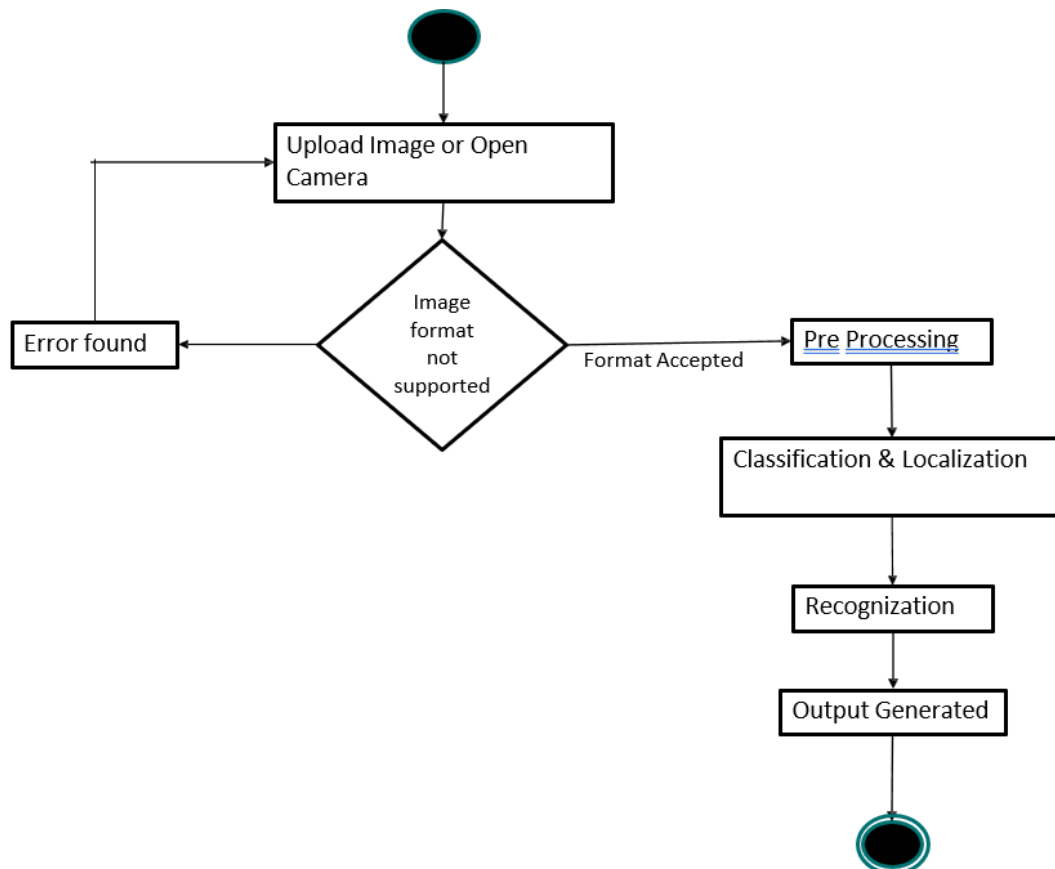 Upload Image or Open
Camera
Image
format
not
supported
Error found
Format Accepted
Pre Processing
Classification & Localization
Recognization
Output Generated